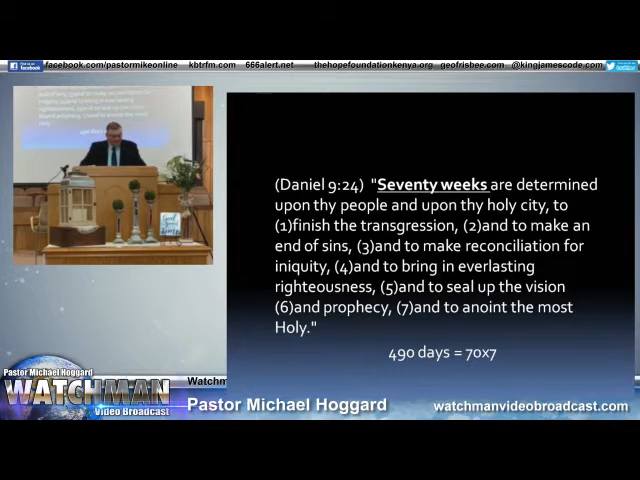 facebook.com/pastormikeonline kbtrfm.com 666alert.net thehopefoundationkenya.org geofrisbee.com @kingjamescode.com
(Daniel 9:24) "Seventy weeks are determined
upon thy people and upon thy holy city, to
(1)finish the transgression, (2)and to make an
end of sins, (3)and to make reconciliation for
iniquity, (4)and to bring in everlasting
righteousness, (5)and to seal up the vision
(6)and prophecy, (7)and to anoint the most
Holy."
490 days = 70x7
Pastor Michael Hoggard
WATCHMAN
Video Broadcast
Watchm
Pastor Michael Hoggard
watchmanvideobroadcast.com